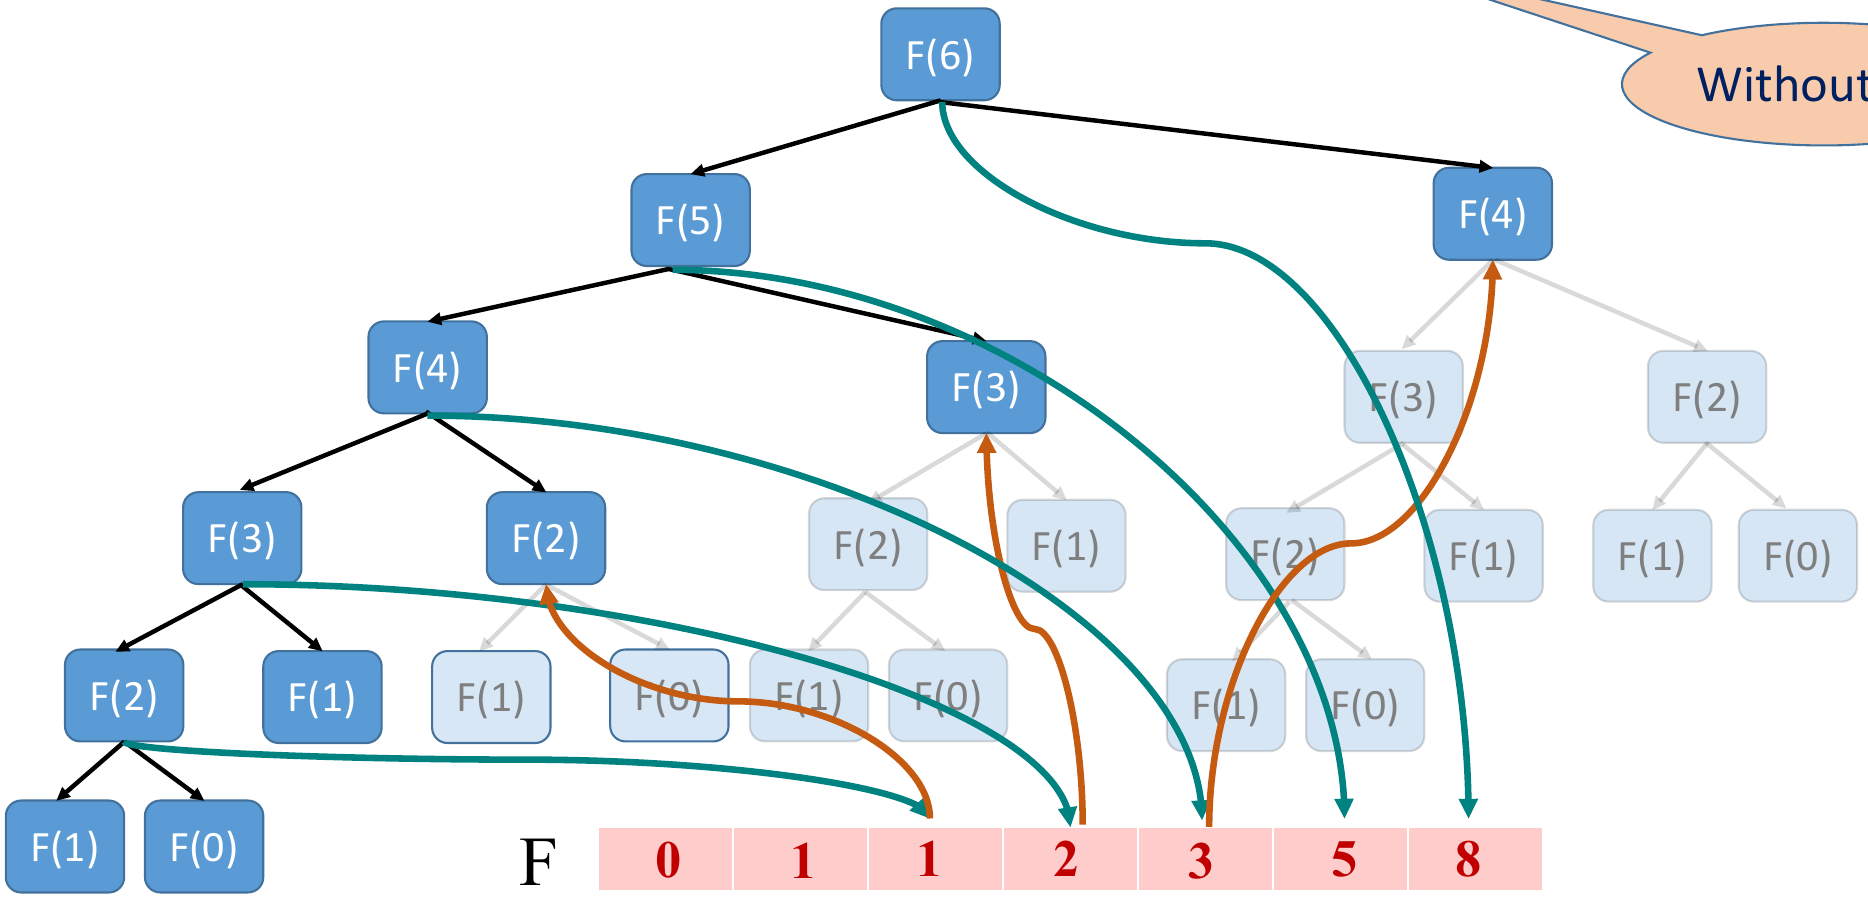 F(6)
Without
F(5)
F(4)
F(4)
F(3)
F(3)
F(2)
F(3)
F(2)
F(2)
F(1)
F(2)
F(1)
F(1)
F(0)
F(2)
F(1)
F(1)
F(0)
F(1)
F(0)
F(1)
F(0)
F(1)
F(0)
F 0 1 1 2 3 5 8